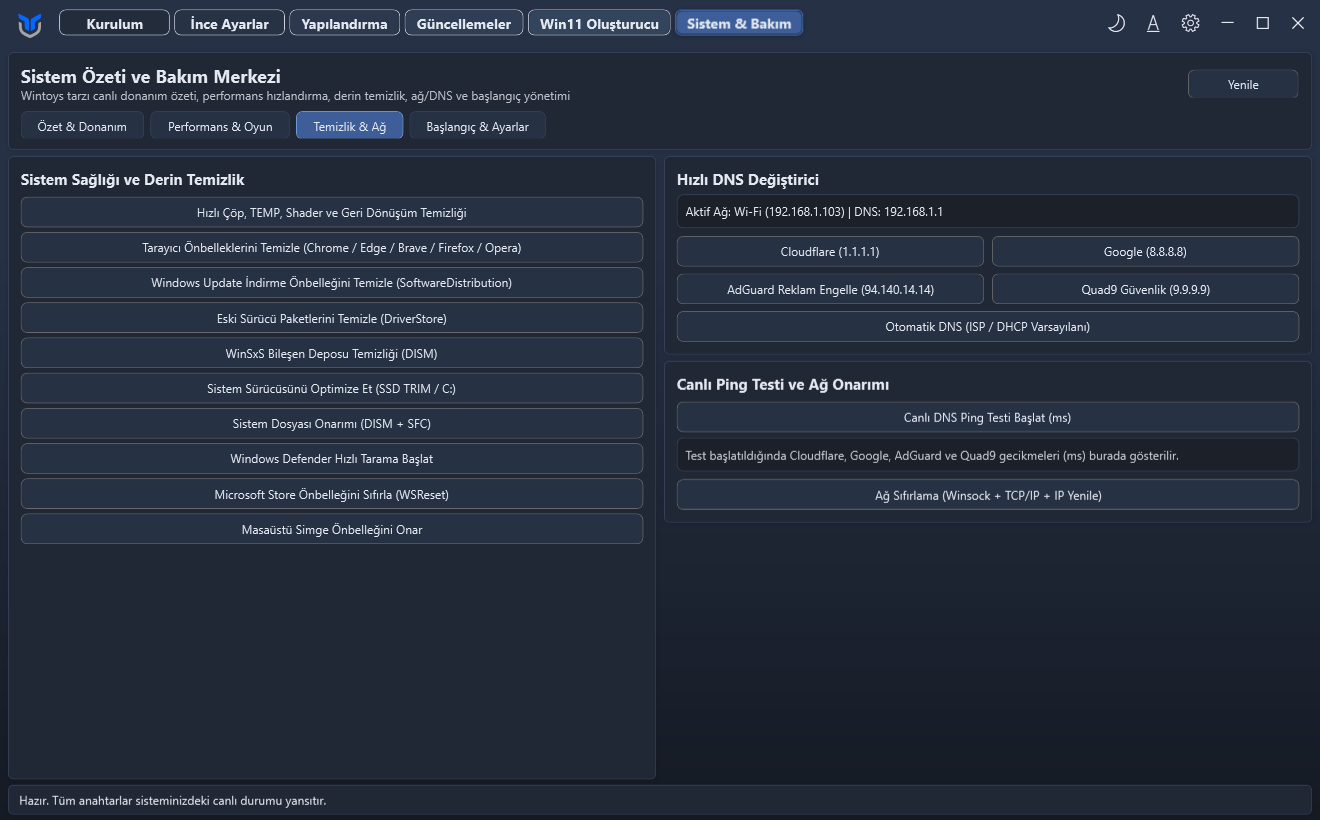 Kurulum
İnce Ayarlar
Yapılandırma
Güncellemeler
Win11 Oluşturucu
Sistem & Bakım
A
Sistem Özeti ve Bakım Merkezi
Wintoys tarzı canlı donanım özeti, performans hızlandırma, derin temizlik, ağ/DNS ve başlangıç yönetimi
Yenile
Özet & Donanım
Performans & Oyun
Temizlik & Ağ
Başlangıç & Ayarlar
Sistem Sağlığı ve Derin Temizlik
Hızlı Çöp, TEMP, Shader ve Geri Dönüşüm Temizliği
Tarayıcı Önbelleklerini Temizle (Chrome / Edge / Brave / Firefox / Opera)
Windows Update İndirme Önbelleğini Temizle (SoftwareDistribution)
Eski Sürücü Paketlerini Temizle (DriverStore)
WinSxS Bileşen Deposu Temizliği (DISM)
Sistem Sürücüsünü Optimize Et (SSD TRIM / C:)
Sistem Dosyası Onarımı (DISM + SFC)
Windows Defender Hızlı Tarama Başlat
Microsoft Store Önbelleğini Sıfırla (WSReset)
Masaüstü Simge Önbelleğini Onar
Hızlı DNS Değiştirici
Aktif Ağ: Wi-Fi (192.168.1.103) | DNS: 192.168.1.1
Cloudflare (1.1.1.1)
Google (8.8.8.8)
AdGuard Reklam Engelle (94.140.14.14)
Quad9 Güvenlik (9.9.9.9)
Otomatik DNS (ISP / DHCP Varsayılanı)
Canlı Ping Testi ve Ağ Onarımı
Canlı DNS Ping Testi Başlat (ms)
Test başlatıldığında Cloudflare, Google, AdGuard ve Quad9 gecikmeleri (ms) burada gösterilir.
Ağ Sıfırlama (Winsock + TCP/IP + IP Yenile)
Hazır. Tüm anahtarlar sisteminizdeki canlı durumu yansıtır.